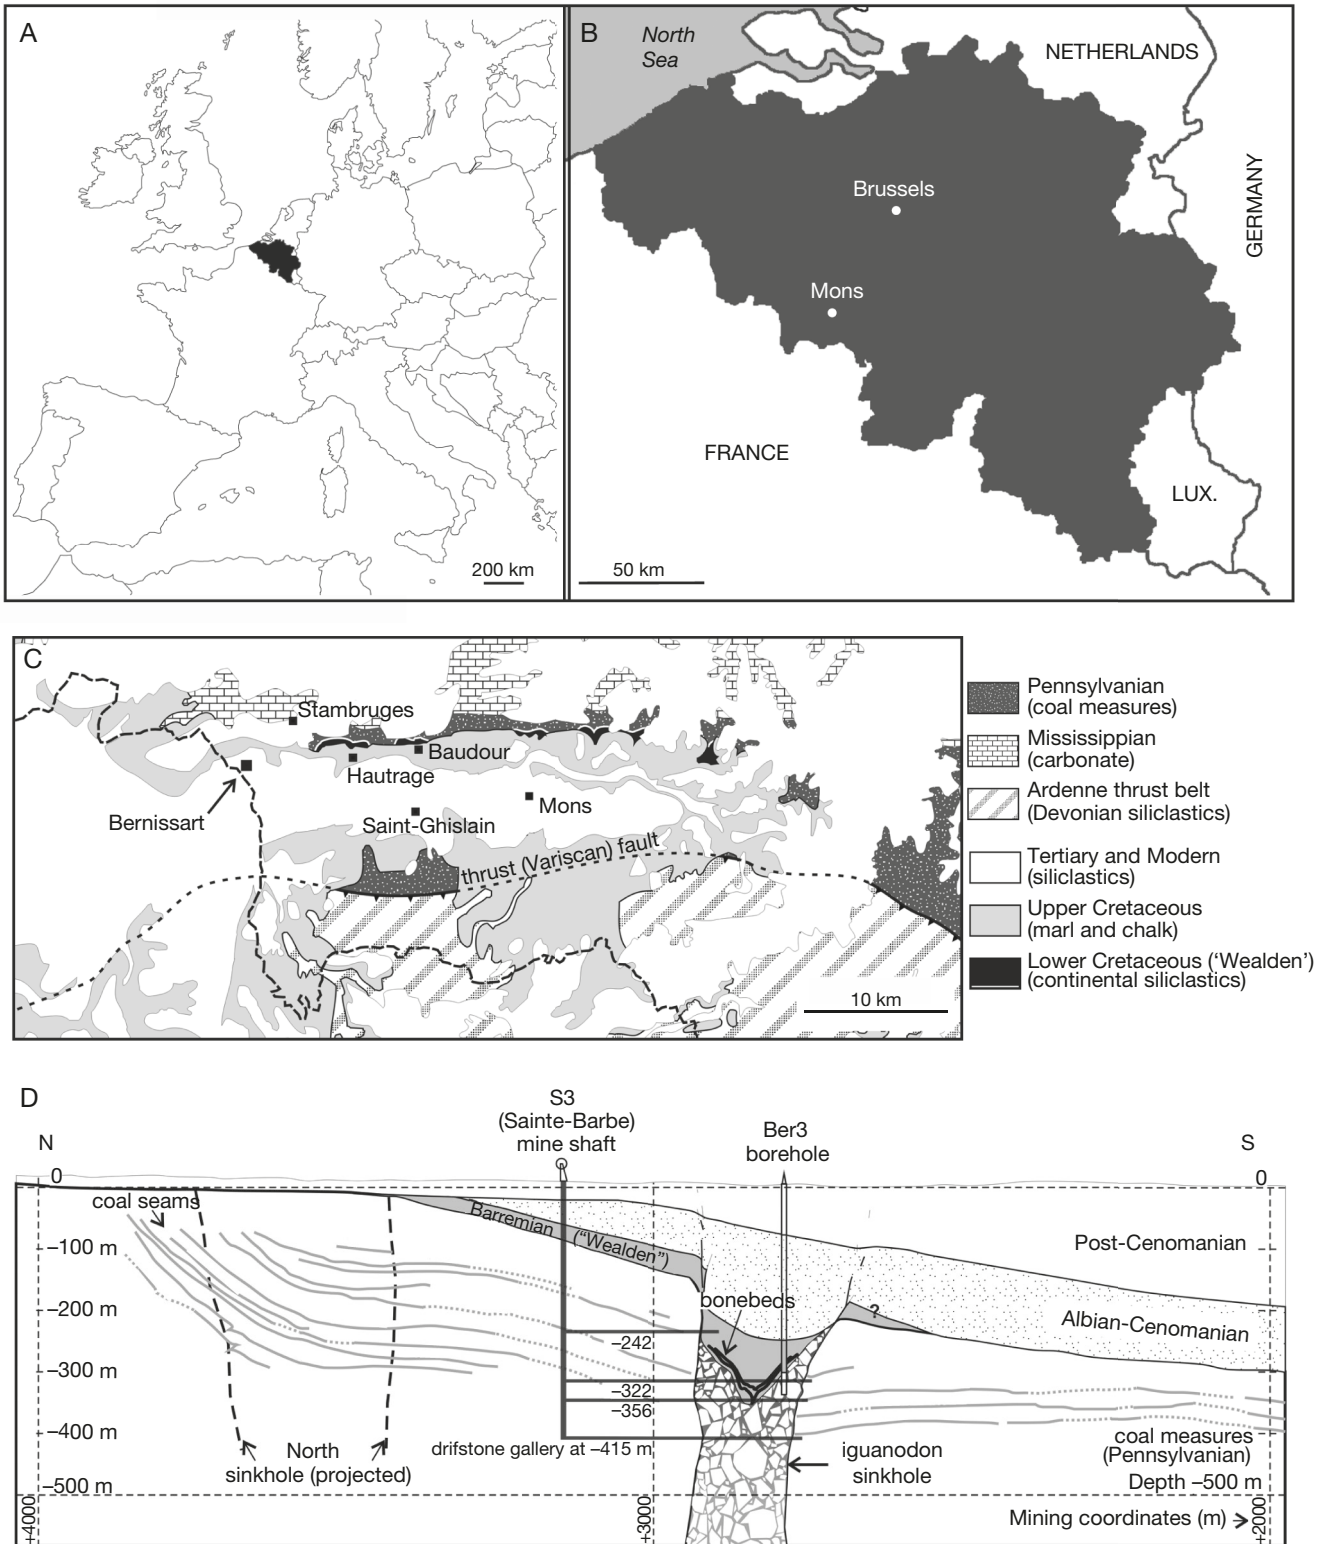 A
200 km
B
North
Sea
NETHERLANDS
Brussels
GERMANY
Mons
FRANCE
LUX.
50 km
C
Stambruges
Baudour
Hautrage
Bernissart
Mons
Saint-Ghislain
thrust (Variscan) fault
10 km
Pennsylvanian
(coal measures)
Mississippian
(carbonate)
Ardenne thrust belt
(Devonian siliclastics)
Tertiary and Modern
(siliclastics)
Upper Cretaceous
(marl and chalk)
Lower Cretaceous (‘Wealden’)
(continental siliclastics)
D
S3
(Sainte-Barbe)
mine shaft
Ber3
borehole
N
S
0
0
coal seams
Barremian (“Wealden”)
–100 m
Post-Cenomanian
–200 m
bonebeds
?
Albian-Cenomanian
–242
–300 m
–322
–356
–400 m
drifstone gallery at –415 m
North
sinkhole (projected)
iguanodon
sinkhole
coal measures
(Pennsylvanian)
–500 m
Depth –500 m
+4000
+3000
Mining coordinates (m)
+2000